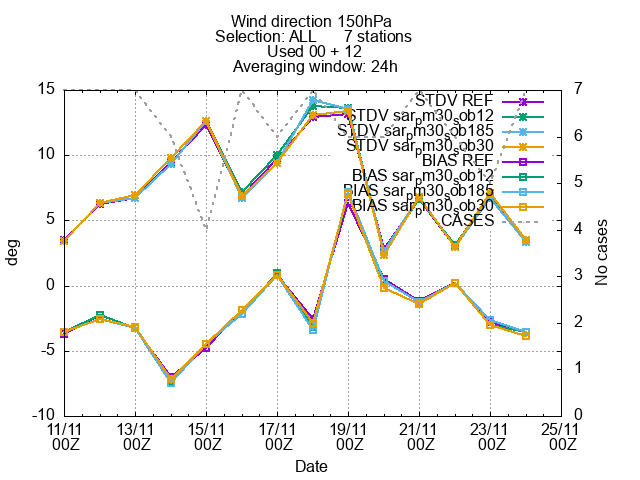 Wind direction 150hPa
Selection: ALL 7 stations
Used 00 + 12
Averaging window: 24h
15
10
5
0
-5
-10
deg
7
6
5
4
3
2
1
0
No cases
STDV REF
STDV sar_pm30_sob12
STDV sar_pm30_sob185
STDV sar_pm30_sob30
BIAS REF
BIAS sar_pm30_sob12
BIAS sar_pm30_sob185
BIAS sar_pm30_sob30
CASES
11/11 13/11 15/11 17/11 19/11 21/11 23/11 25/11
00Z 00Z 00Z 00Z 00Z 00Z 00Z 00Z
Date